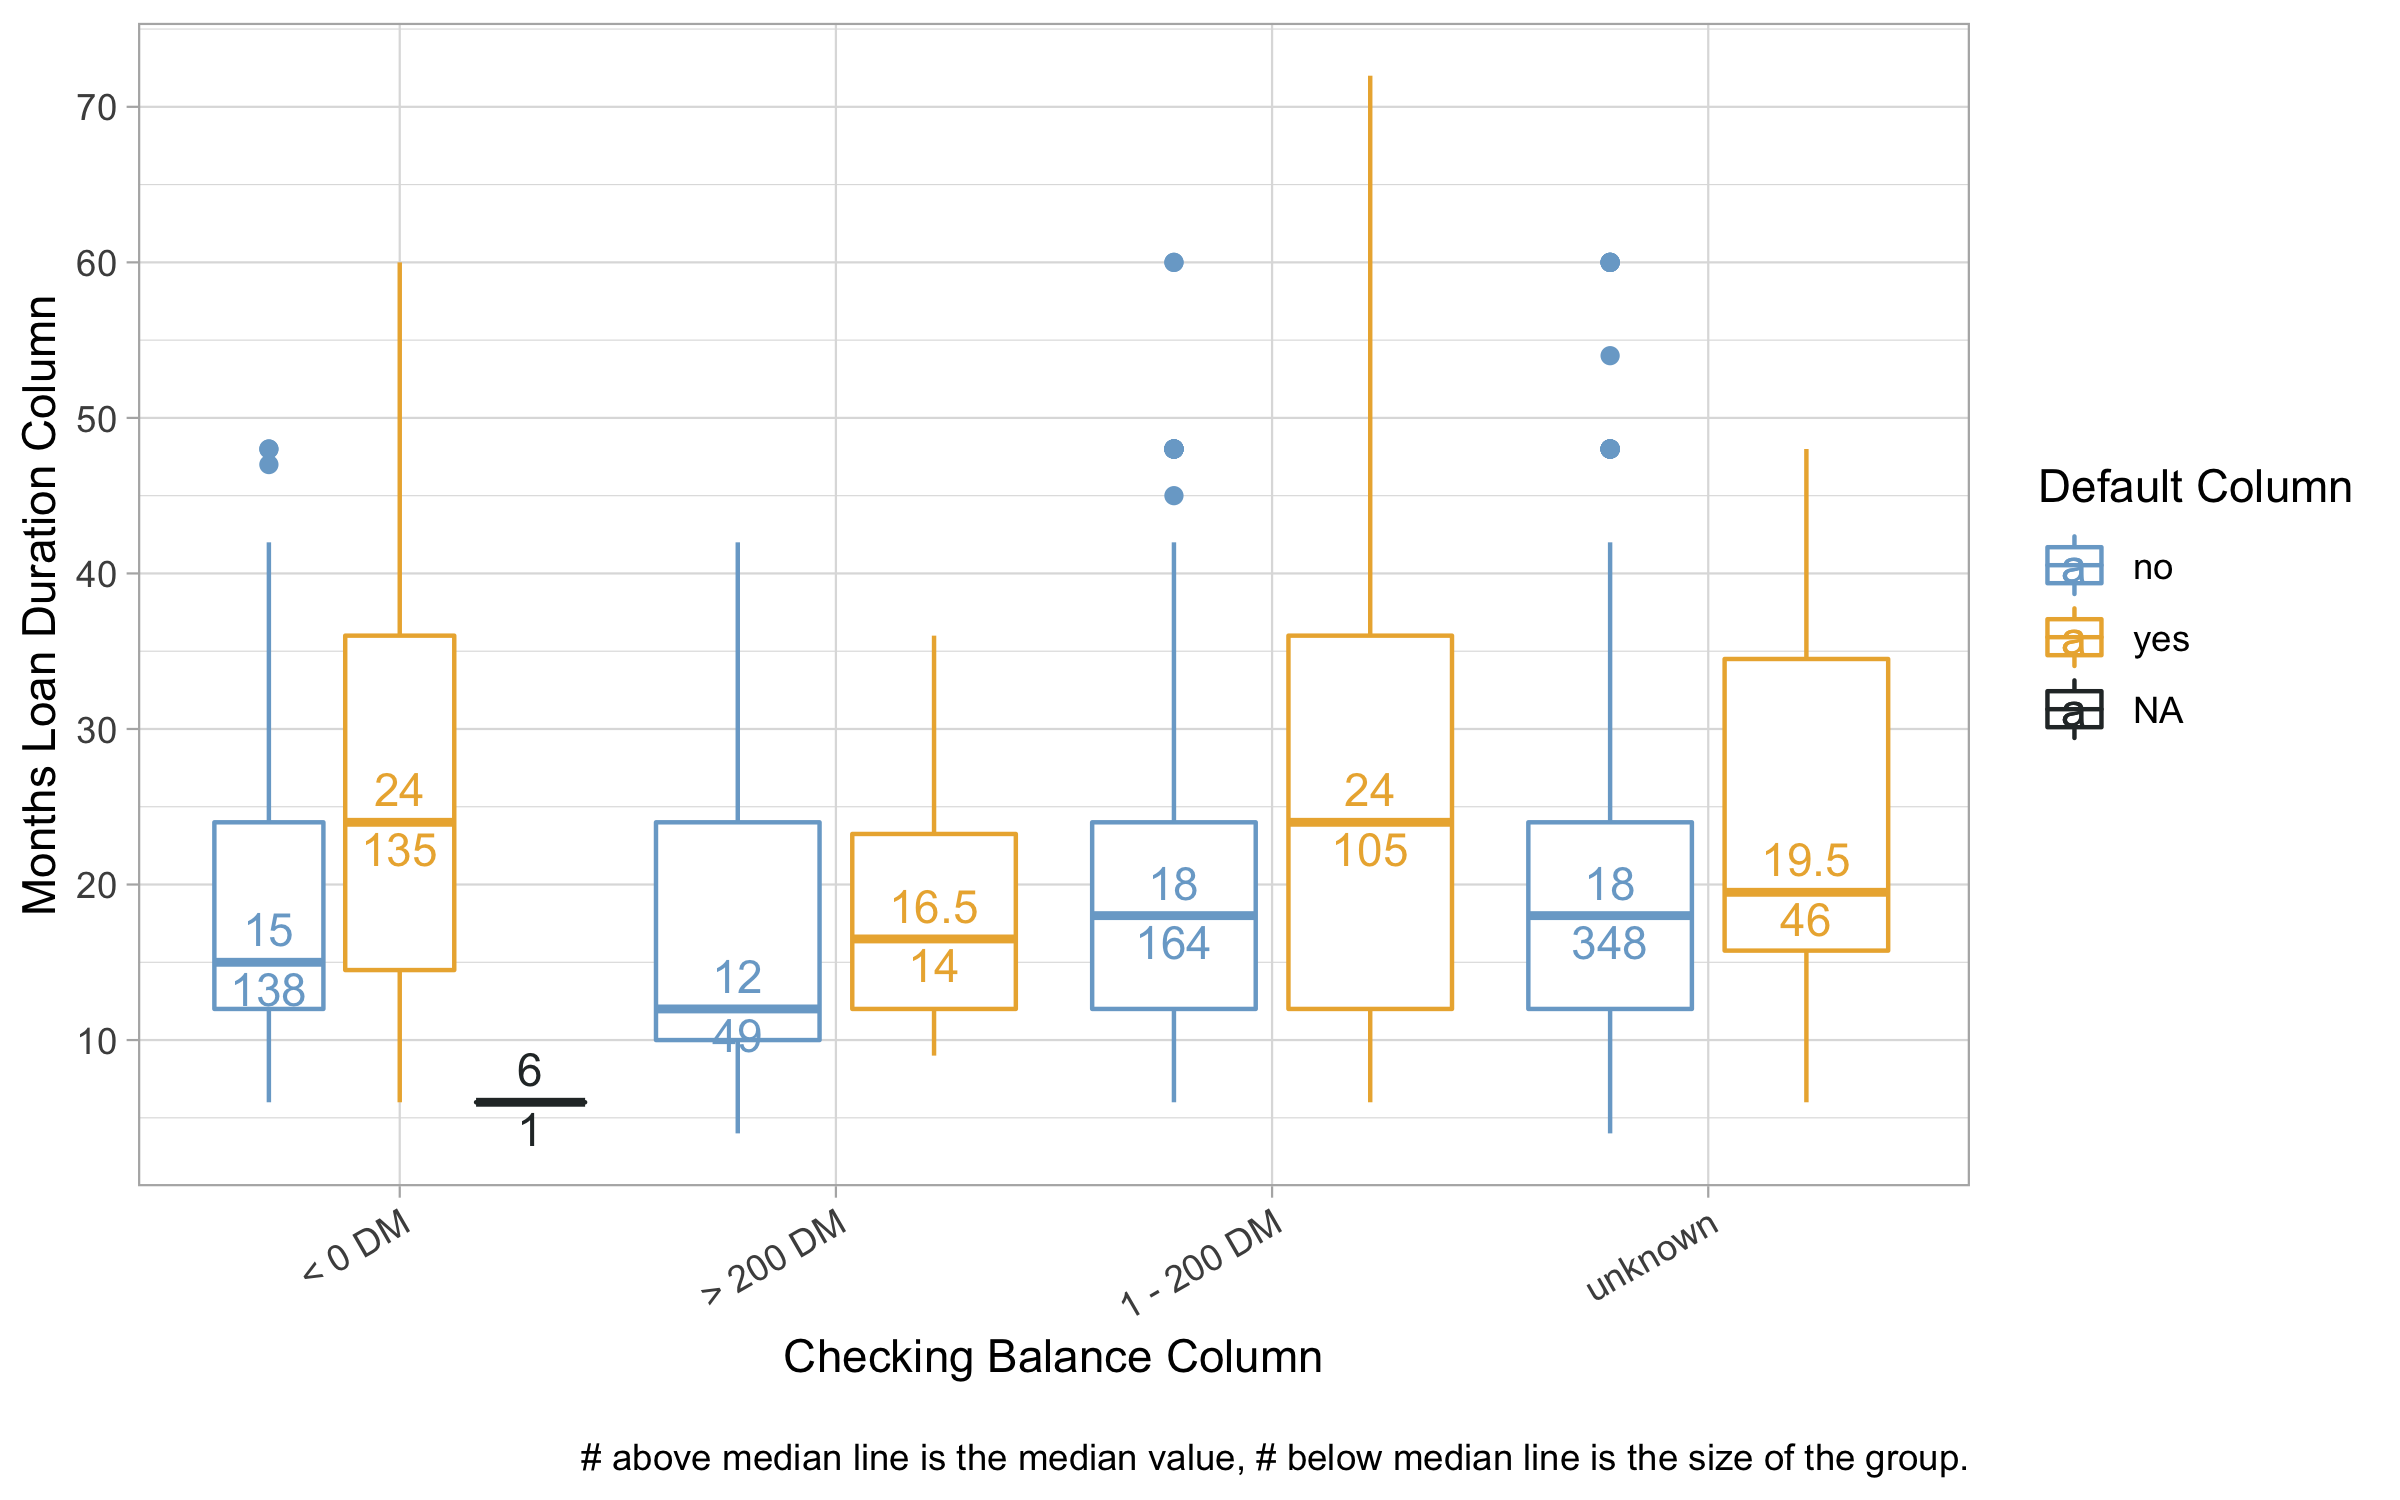 70
60
50
40
30
20
10
Months Loan Duration Column
15
138
24
135
6
1
12
49
16.5
14
18
164
24
105
18
348
19.5
46
< 0 DM
> 200 DM
1 - 200 DM
unknown
Checking Balance Column
Default Column
a no
a yes
a NA
# above median line is the median value, # below median line is the size of the group.